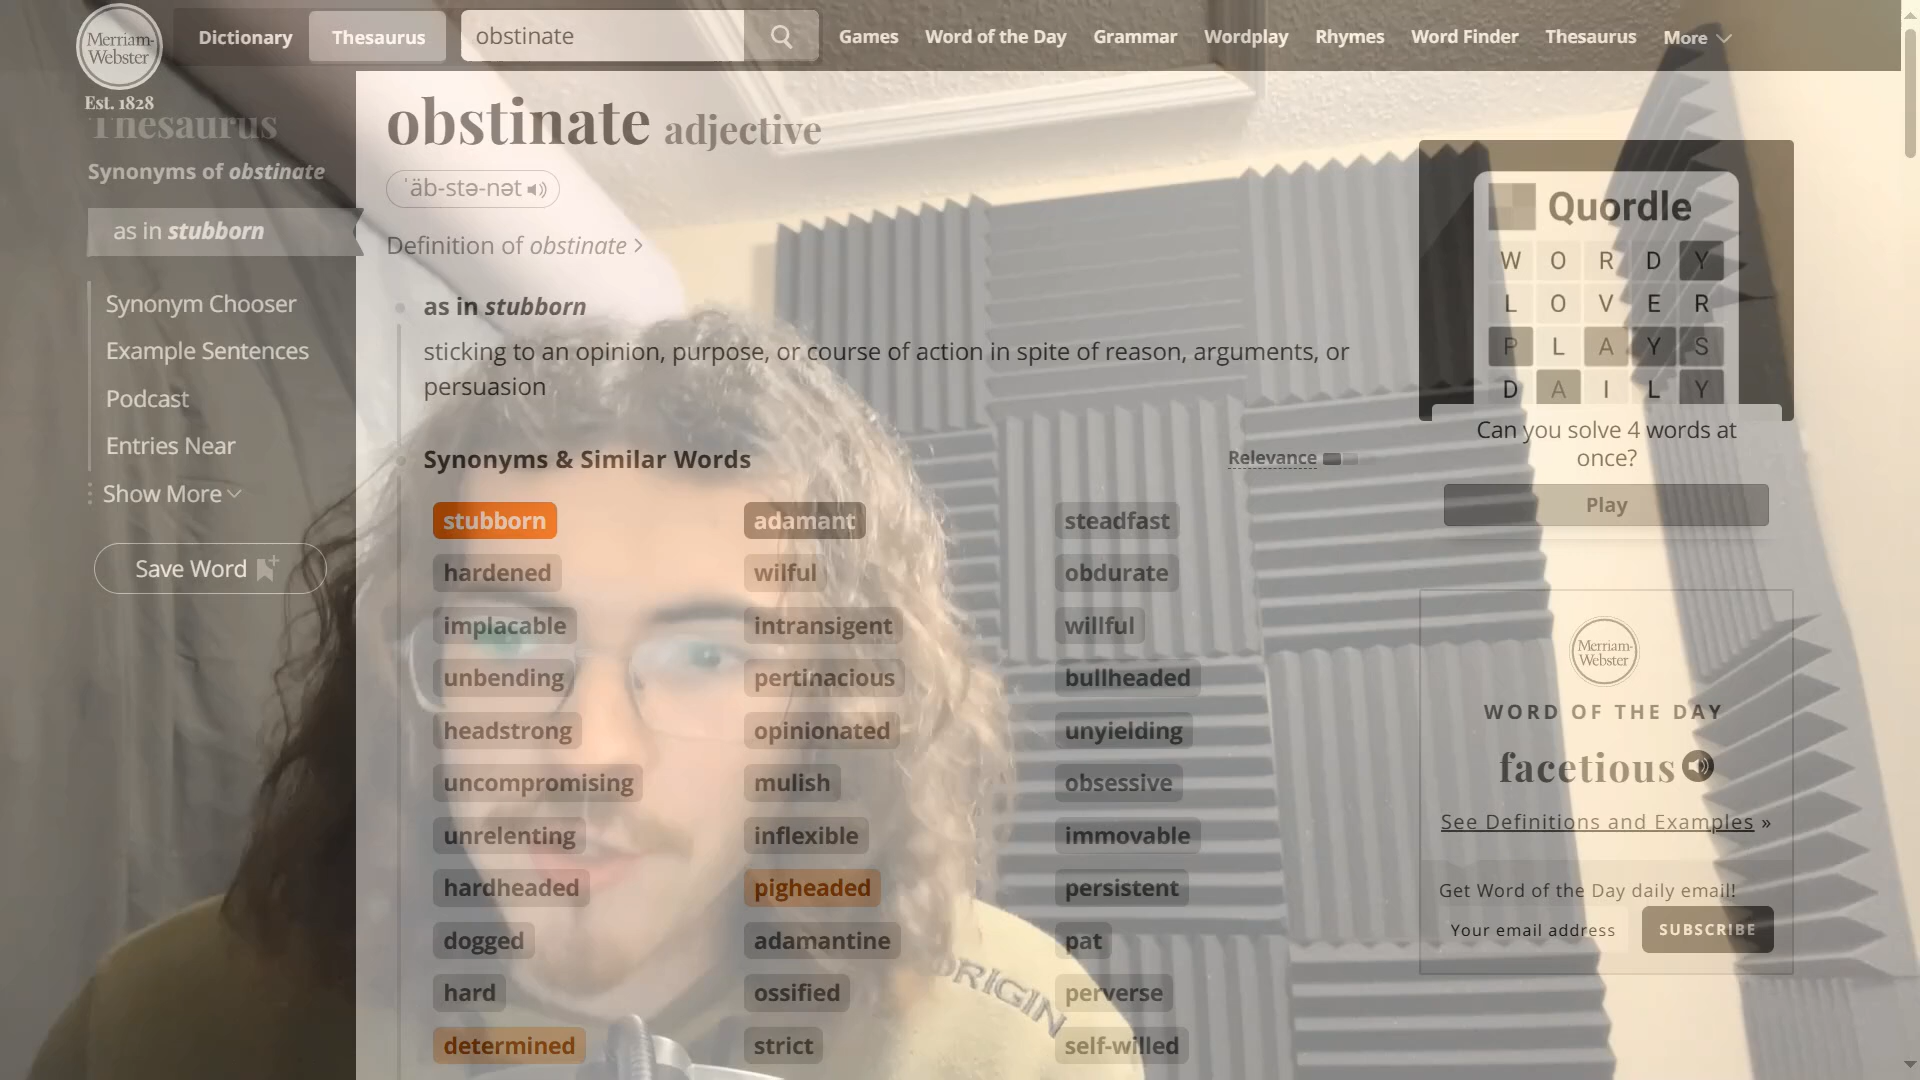 Merriam-
Webster
Est. 1828
Dictionary
Thesaurus
obstinate
Games
Word of the Day
Grammar
Wordplay
Rhymes
Word Finder
Thesaurus
More
Thesaurus
Synonyms of obstinate
as in stubborn
Synonym Chooser
Example Sentences
Podcast
Entries Near
Show More
Save Word
obstinate adjective
ˈäb-stə-nət
Definition of obstinate
as in stubborn
sticking to an opinion, purpose, or course of action in spite of reason, arguments, or
persuasion
Synonyms & Similar Words
Relevance
stubborn adamant steadfast
hardened wilful obdurate
implacable intransigent willful
unbending pertinacious bullheaded
headstrong opinionated unyielding
uncompromising mulish obsessive
unrelenting inflexible immovable
hardheaded pigheaded persistent
dogged adamantine pat
hard ossified perverse
determined strict self-willed
Quordle
W O R D Y
L O V E R
P L A Y S
D A I L Y
Can you solve 4 words at
once?
Play
Merriam-
Webster
WORD OF THE DAY
facetious
See Definitions and Examples »
Get Word of the Day daily email!
Your email address
SUBSCRIBE
ORIGIN